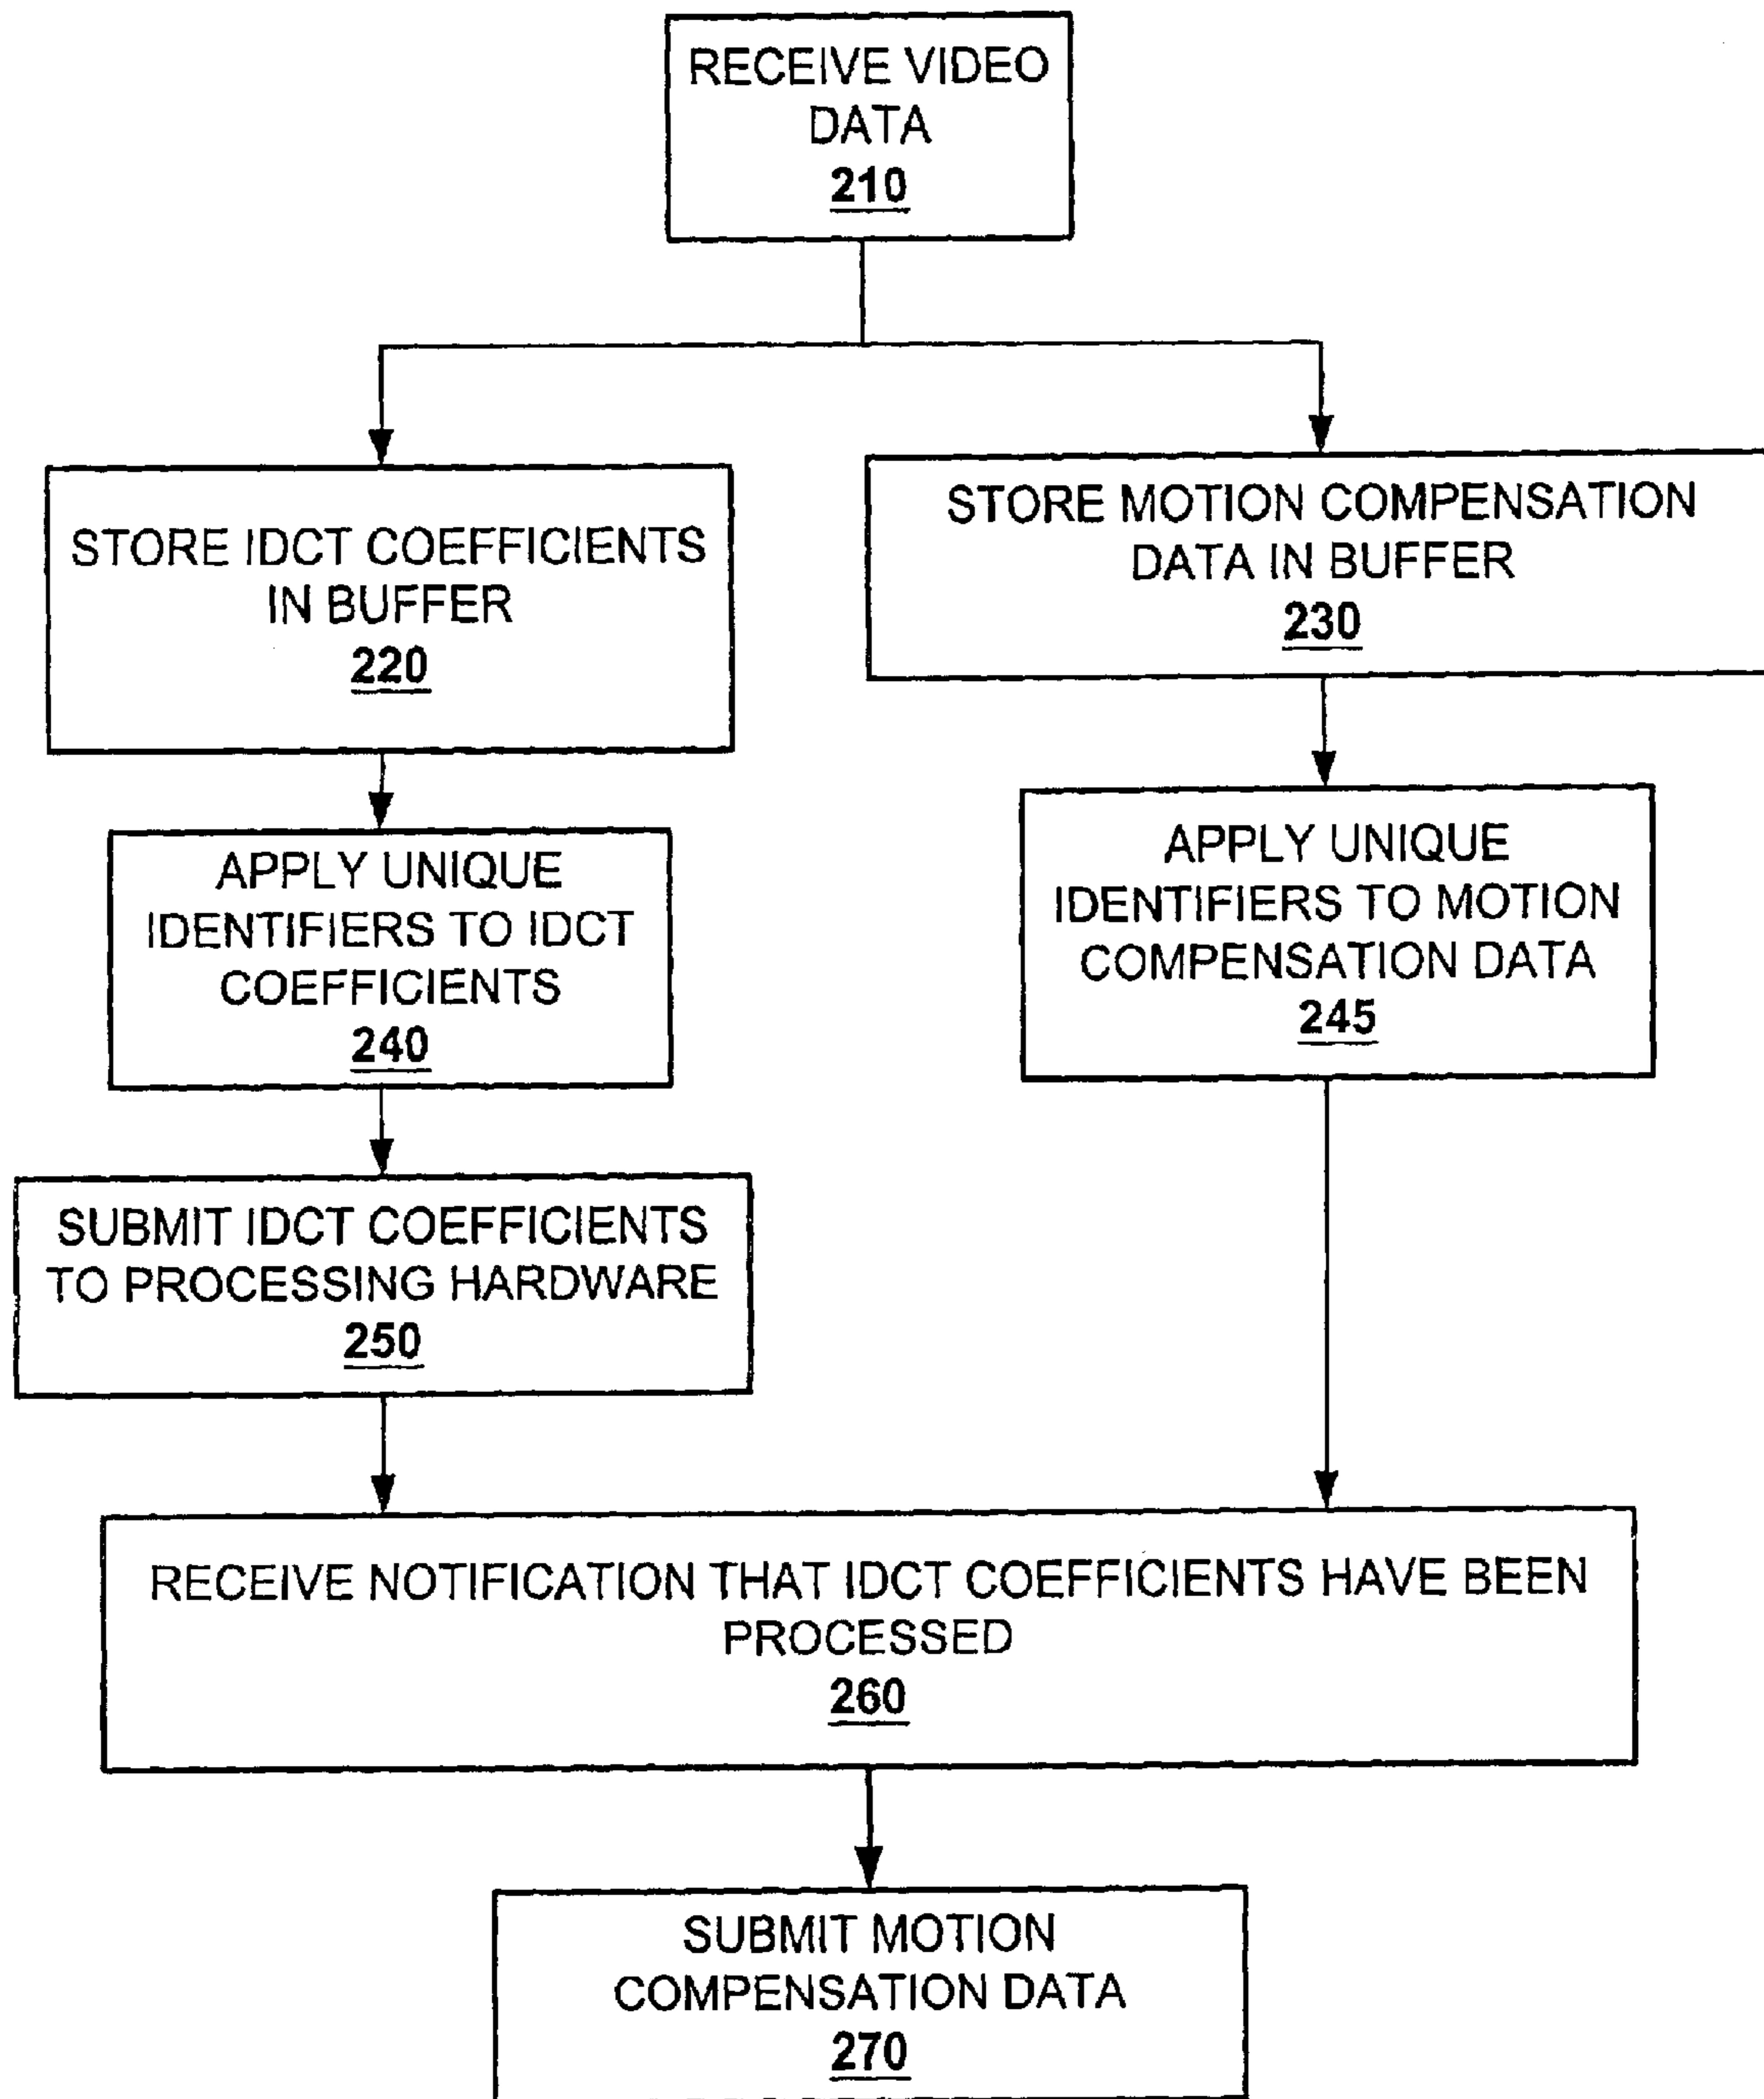 RECEIVE VIDEO
DATA
210
STORE IDCT COEFFICIENTS
IN BUFFER
220
STORE MOTION COMPENSATION
DATA IN BUFFER
230
APPLY UNIQUE
IDENTIFIERS TO IDCT
COEFFICIENTS
240
APPLY UNIQUE
IDENTIFIERS TO MOTION
COMPENSATION DATA
245
SUBMIT IDCT COEFFICIENTS
TO PROCESSING HARDWARE
250
RECEIVE NOTIFICATION THAT IDCT COEFFICIENTS HAVE BEEN
PROCESSED
260
SUBMIT MOTION
COMPENSATION DATA
270